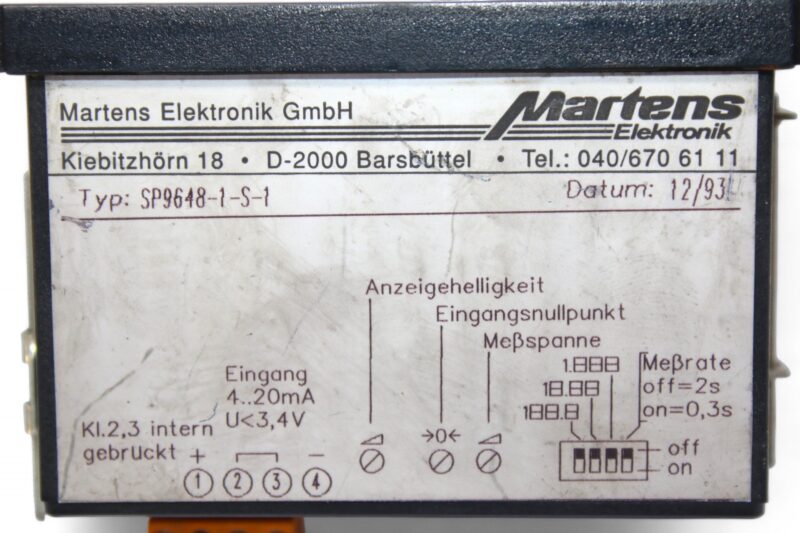 Martens Elektronik GmbH
Martens
Elektronik
Kiebitzhörn 18 • D-2000 Barsbüttel • Tel.: 040/670 61 11
Typ: SP9648-1-S-1 Datum: 12/93
Anzeigehelligkeit
Eingangsnullpunkt
Meßspanne
1.888 Meßrate
Eingang 18.88 off=2s
4..20mA 188.8 on=0,3s
U<3,4V
Kl.2,3 intern
gebrückt + - →0← off
1 2 3 4 on